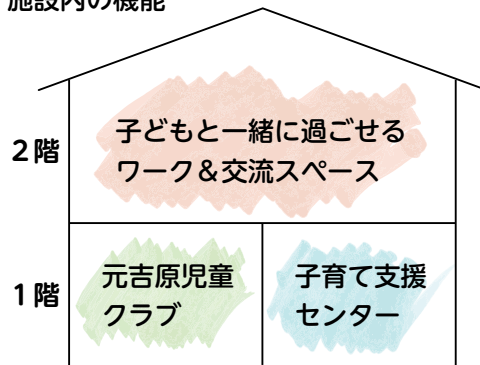 施設内の機能
2階
子どもと一緒に過ごせる
ワーク＆交流スペース
1階
元吉原児童
クラブ
子育て支援
センター